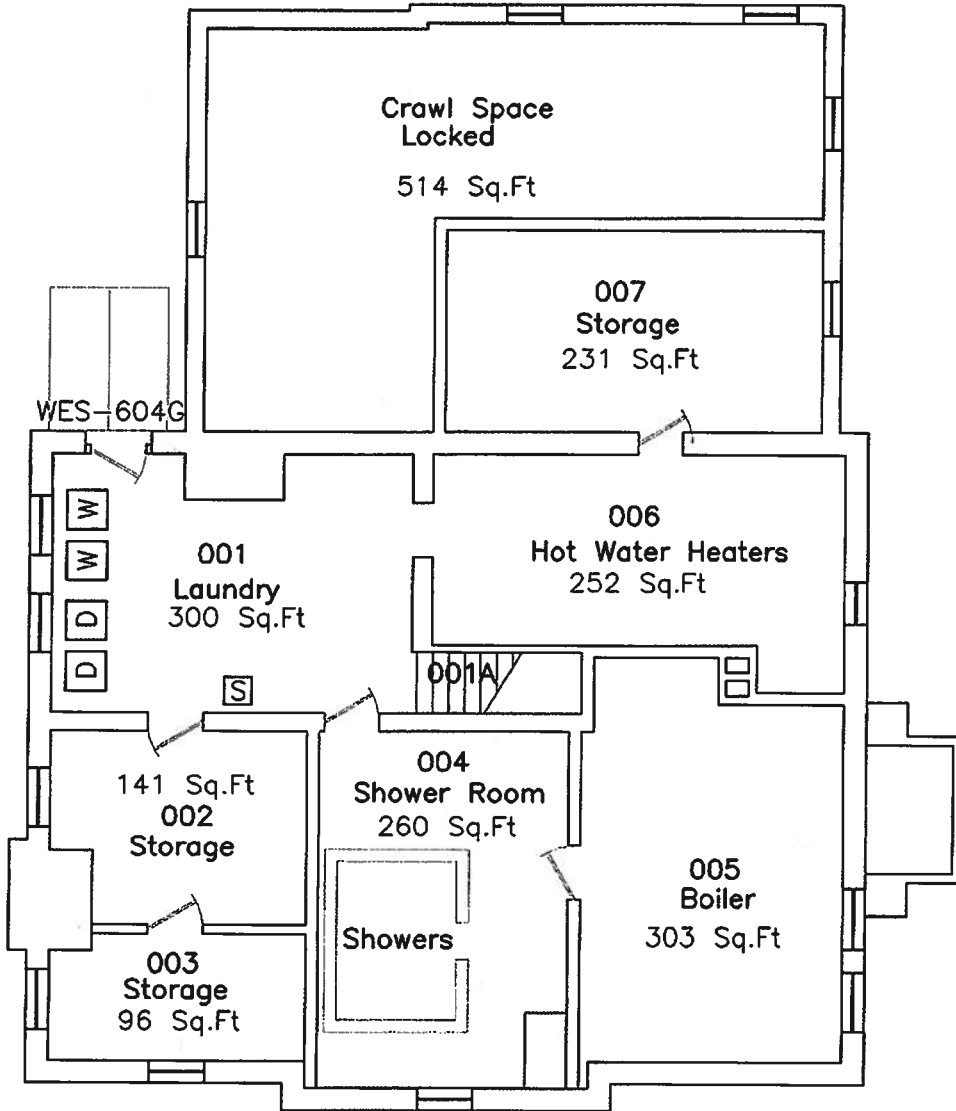 Crawl Space
Locked
514 Sq.Ft
007
Storage
231 Sq.Ft
WES-604G
W
W
D
D
001
Laundry
300 Sq.Ft
S
006
Hot Water Heaters
252 Sq.Ft
001A
141 Sq.Ft
002
Storage
004
Shower Room
260 Sq.Ft
Showers
005
Boiler
303 Sq.Ft
003
Storage
96 Sq.Ft